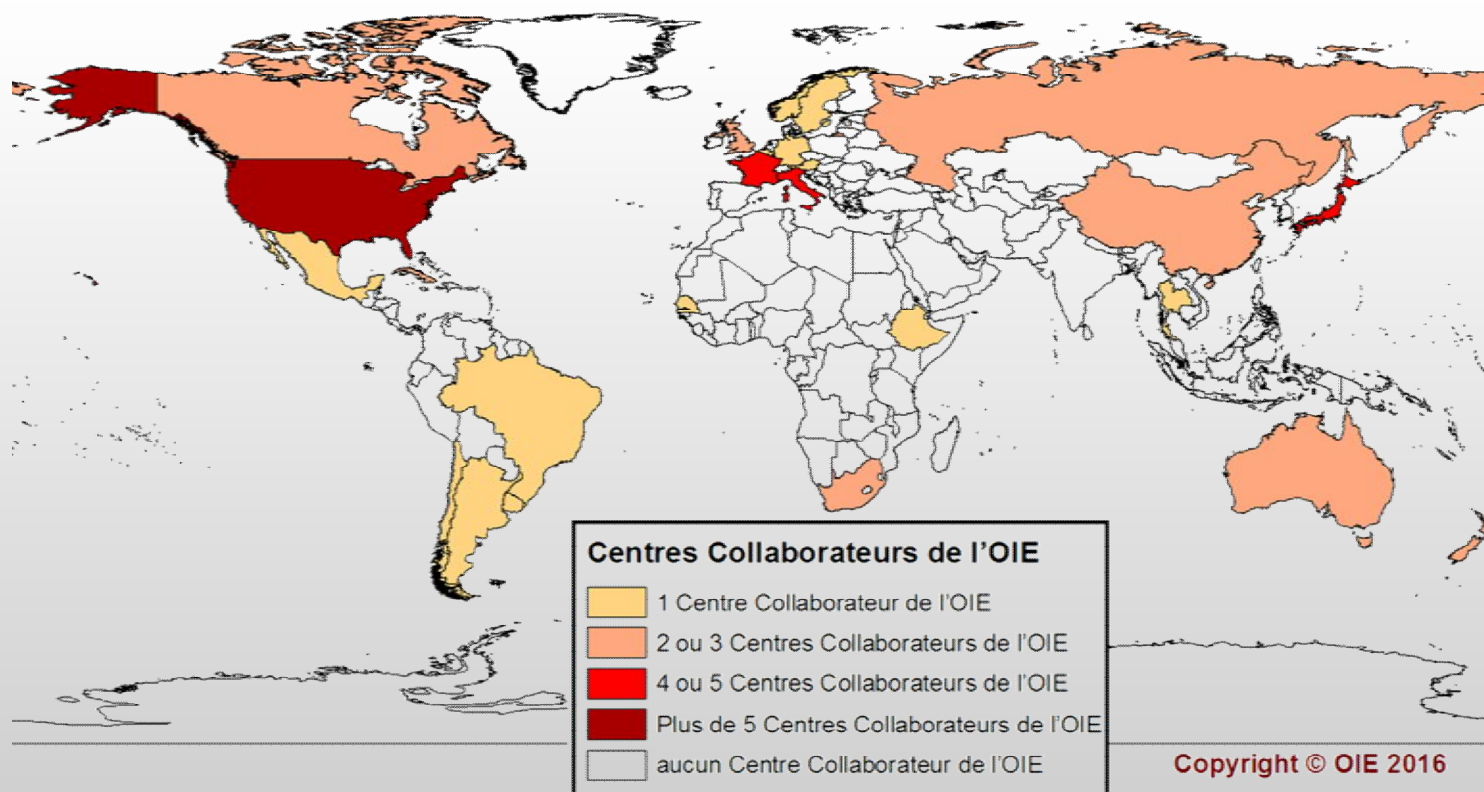 Centres Collaborateurs de l'OIE
1 Centre Collaborateur de l'OIE
2 ou 3 Centres Collaborateurs de l'OIE
4 ou 5 Centres Collaborateurs de l'OIE
Plus de 5 Centres Collaborateurs de l'OIE
aucun Centre Collaborateur de l'OIE
Copyright © OIE 2016